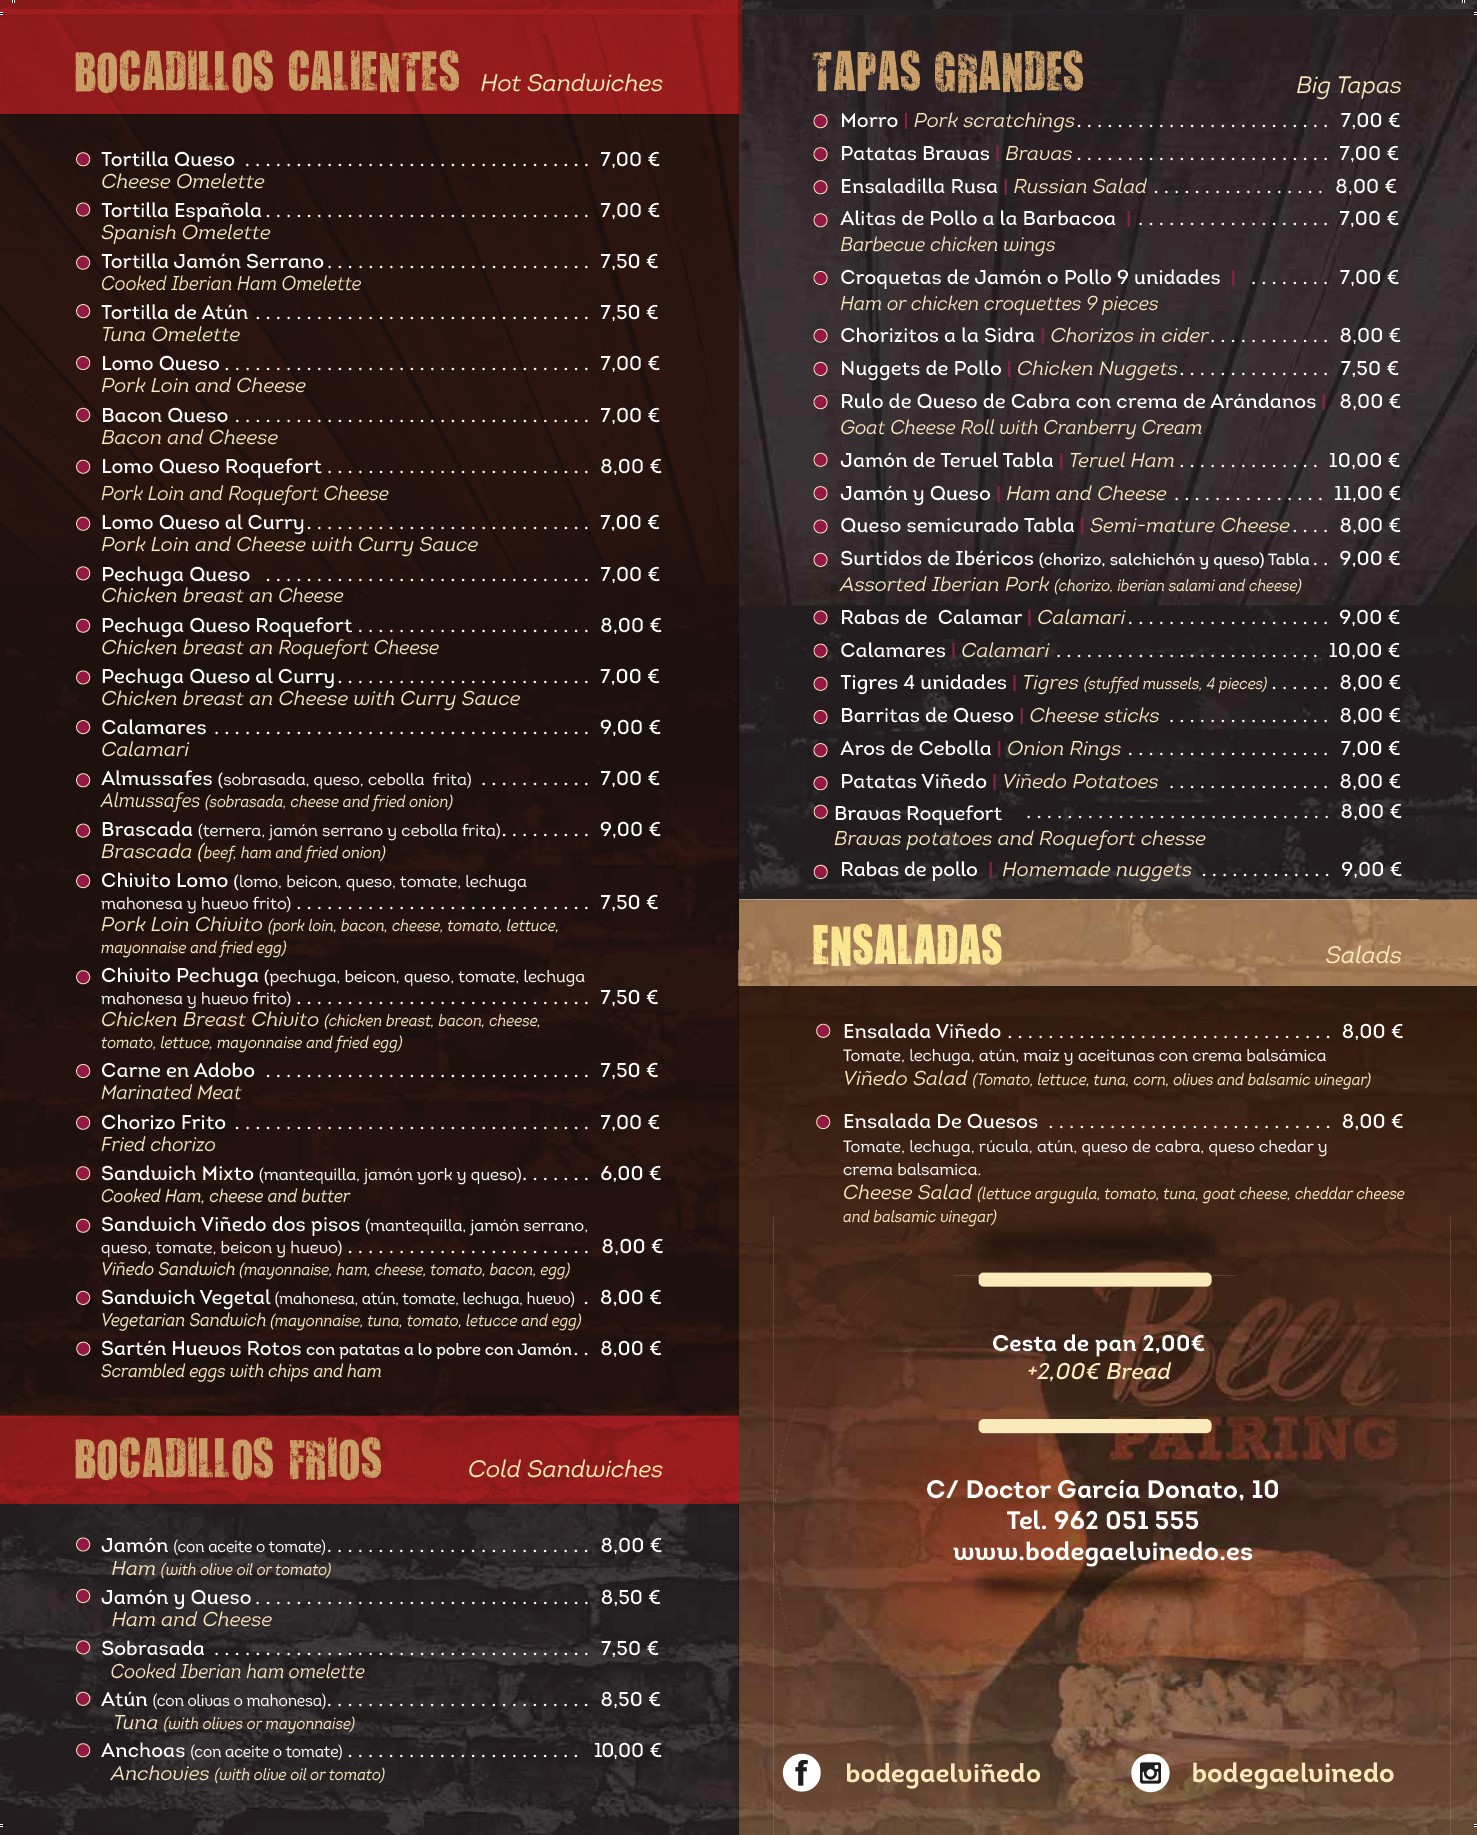 BOCADILLOS CALIENTES Hot Sandwiches
Tortilla Queso . . . . . . . . . . 7,00 €
Cheese Omelette
Tortilla Española . . . . . . . . . . 7,00 €
Spanish Omelette
Tortilla Jamón Serrano . . . . . . . . . . 7,50 €
Cooked Iberian Ham Omelette
Tortilla de Atún . . . . . . . . . . 7,50 €
Tuna Omelette
Lomo Queso . . . . . . . . . . 7,00 €
Pork Loin and Cheese
Bacon Queso . . . . . . . . . . 7,00 €
Bacon and Cheese
Lomo Queso Roquefort . . . . . . . . . . 8,00 €
Pork Loin and Roquefort Cheese
Lomo Queso al Curry . . . . . . . . . . 7,00 €
Pork Loin and Cheese with Curry Sauce
Pechuga Queso . . . . . . . . . . 7,00 €
Chicken breast an Cheese
Pechuga Queso Roquefort . . . . . . . . . . 8,00 €
Chicken breast an Roquefort Cheese
Pechuga Queso al Curry . . . . . . . . . . 7,00 €
Chicken breast an Cheese with Curry Sauce
Calamares . . . . . . . . . . 9,00 €
Calamari
Almussafes (sobrasada, queso, cebolla frita) . . . . . . . . . . 7,00 €
Almussafes (sobrasada, cheese and fried onion)
Brascada (ternera, jamón serrano y cebolla frita) . . . . . . . . . 9,00 €
Brascada (beef, ham and fried onion)
Chivito Lomo (lomo, beicon, queso, tomate, lechuga
mahonesa y huevo frito) . . . . . . . . . . 7,50 €
Pork Loin Chivito (pork loin, bacon, cheese, tomato, lettuce,
mayonnaise and fried egg)
Chivito Pechuga (pechuga, beicon, queso, tomate, lechuga
mahonesa y huevo frito) . . . . . . . . . . 7,50 €
Chicken Breast Chivito (chicken breast, bacon, cheese,
tomato, lettuce, mayonnaise and fried egg)
Carne en Adobo . . . . . . . . . . 7,50 €
Marinated Meat
Chorizo Frito . . . . . . . . . . 7,00 €
Fried chorizo
Sandwich Mixto (mantequilla, jamón york y queso) . . . . . . . 6,00 €
Cooked Ham, cheese and butter
Sandwich Viñedo dos pisos (mantequilla, jamón serrano,
queso, tomate, beicon y huevo) . . . . . . . . . . 8,00 €
Viñedo Sandwich (mayonnaise, ham, cheese, tomato, bacon, egg)
Sandwich Vegetal (mahonesa, atún, tomate, lechuga, huevo) . 8,00 €
Vegetarian Sandwich (mayonnaise, tuna, tomato, letucce and egg)
Sartén Huevos Rotos con patatas a lo pobre con Jamón . . 8,00 €
Scrambled eggs with chips and ham
BOCADILLOS FRIOS Cold Sandwiches
Jamón (con aceite o tomate) . . . . . . . . . . 8,00 €
Ham (with olive oil or tomato)
Jamón y Queso . . . . . . . . . . 8,50 €
Ham and Cheese
Sobrasada . . . . . . . . . . 7,50 €
Cooked Iberian ham omelette
Atún (con olivas o mahonesa) . . . . . . . . . . 8,50 €
Tuna (with olives or mayonnaise)
Anchoas (con aceite o tomate) . . . . . . . . . . 10,00 €
Anchovies (with olive oil or tomato)
TAPAS GRANDES Big Tapas
Morro | Pork scratchings . . . . . . . . . . 7,00 €
Patatas Bravas | Bravas . . . . . . . . . . 7,00 €
Ensaladilla Rusa | Russian Salad . . . . . . . . . . 8,00 €
Alitas de Pollo a la Barbacoa | . . . . . . . . . . 7,00 €
Barbecue chicken wings
Croquetas de Jamón o Pollo 9 unidades | . . . . . . . . 7,00 €
Ham or chicken croquettes 9 pieces
Chorizitos a la Sidra | Chorizos in cider . . . . . . . . . . 8,00 €
Nuggets de Pollo | Chicken Nuggets . . . . . . . . . . 7,50 €
Rulo de Queso de Cabra con crema de Arándanos | 8,00 €
Goat Cheese Roll with Cranberry Cream
Jamón de Teruel Tabla | Teruel Ham . . . . . . . . . . 10,00 €
Jamón y Queso | Ham and Cheese . . . . . . . . . . 11,00 €
Queso semicurado Tabla | Semi-mature Cheese . . . . 8,00 €
Surtidos de Ibéricos (chorizo, salchichón y queso) Tabla . . 9,00 €
Assorted Iberian Pork (chorizo, iberian salami and cheese)
Rabas de Calamar | Calamari . . . . . . . . . . 9,00 €
Calamares | Calamari . . . . . . . . . . 10,00 €
Tigres 4 unidades | Tigres (stuffed mussels, 4 pieces) . . . . . . 8,00 €
Barritas de Queso | Cheese sticks . . . . . . . . . . 8,00 €
Aros de Cebolla | Onion Rings . . . . . . . . . . 7,00 €
Patatas Viñedo | Viñedo Potatoes . . . . . . . . . . 8,00 €
Bravas Roquefort . . . . . . . . . . 8,00 €
Bravas potatoes and Roquefort chesse
Rabas de pollo | Homemade nuggets . . . . . . . . . . 9,00 €
ENSALADAS Salads
Ensalada Viñedo . . . . . . . . . . 8,00 €
Tomate, lechuga, atún, maiz y aceitunas con crema balsámica
Viñedo Salad (Tomato, lettuce, tuna, corn, olives and balsamic vinegar)
Ensalada De Quesos . . . . . . . . . . 8,00 €
Tomate, lechuga, rúcula, atún, queso de cabra, queso chedar y
crema balsamica.
Cheese Salad (lettuce argugula, tomato, tuna, goat cheese, cheddar cheese
and balsamic vinegar)
Beer
PAIRING
Cesta de pan 2,00€
+2,00€ Bread
C/ Doctor García Donato, 10
Tel. 962 051 555
www.bodegaelvinedo.es
bodegaelviñedo bodegaelvinedo